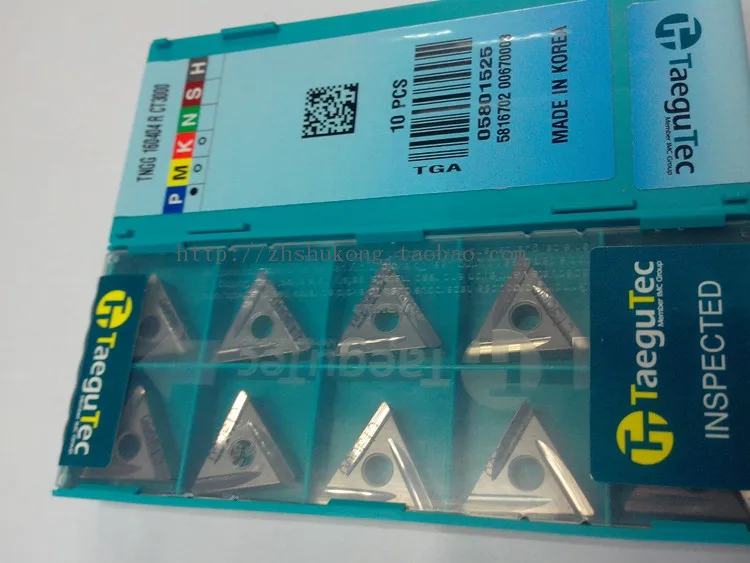 TNGG 160404 R CT3000
P M K N S H
10 PCS
TGA
05801525
5816702 00670003
MADE IN KOREA
TaeguTec
Member IMC Group
http://zhshukong.taobao.com
TaeguTec
TaeguTec
Member IMC Group
INSPECTED
TaeguTec